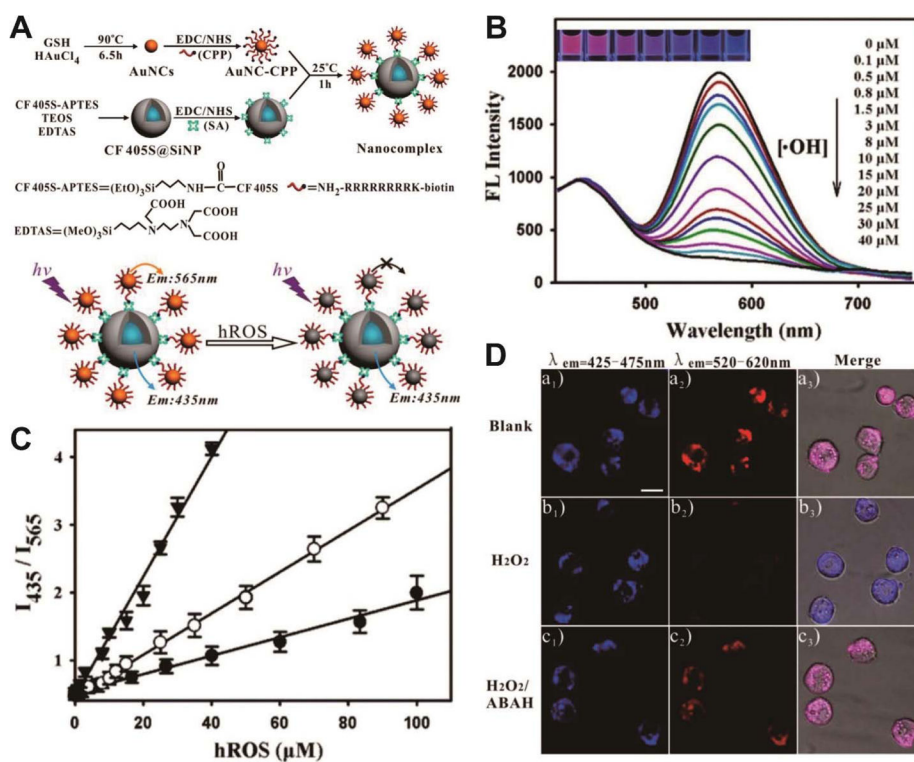 A
GSH
HAuCl4
90°C
6.5h
AuNCs
EDC/NHS
(CPP)
AuNC-CPP
25°C
1h
CF405S-APTES
TEOS
EDTAS
CF405S@SiNP
EDC/NHS
(SA)
Nanocomplex
CF405S-APTES=(EtO)3Si NH-C CF405S
O
=NH2-RRRRRRRRK-biotin
EDTAS=(MeO)3Si N N
COOH
COOH
COOH
hν
Em:565nm
Em:435nm
hROS
hν
Em:435nm
B
FL Intensity
2000
1500
1000
500
0
500
600
700
Wavelength (nm)
[·OH]
0 μM
0.1 μM
0.5 μM
0.8 μM
1.5 μM
3 μM
8 μM
10 μM
15 μM
20 μM
25 μM
30 μM
40 μM
C
I435 / I565
4
3
2
1
0
20
40
60
80
100
hROS (μM)
D
λem=425-475nm
λem=520-620nm
Merge
Blank
a1)
a2)
a3)
H2O2
b1)
b2)
b3)
H2O2/
ABAH
c1)
c2)
c3)